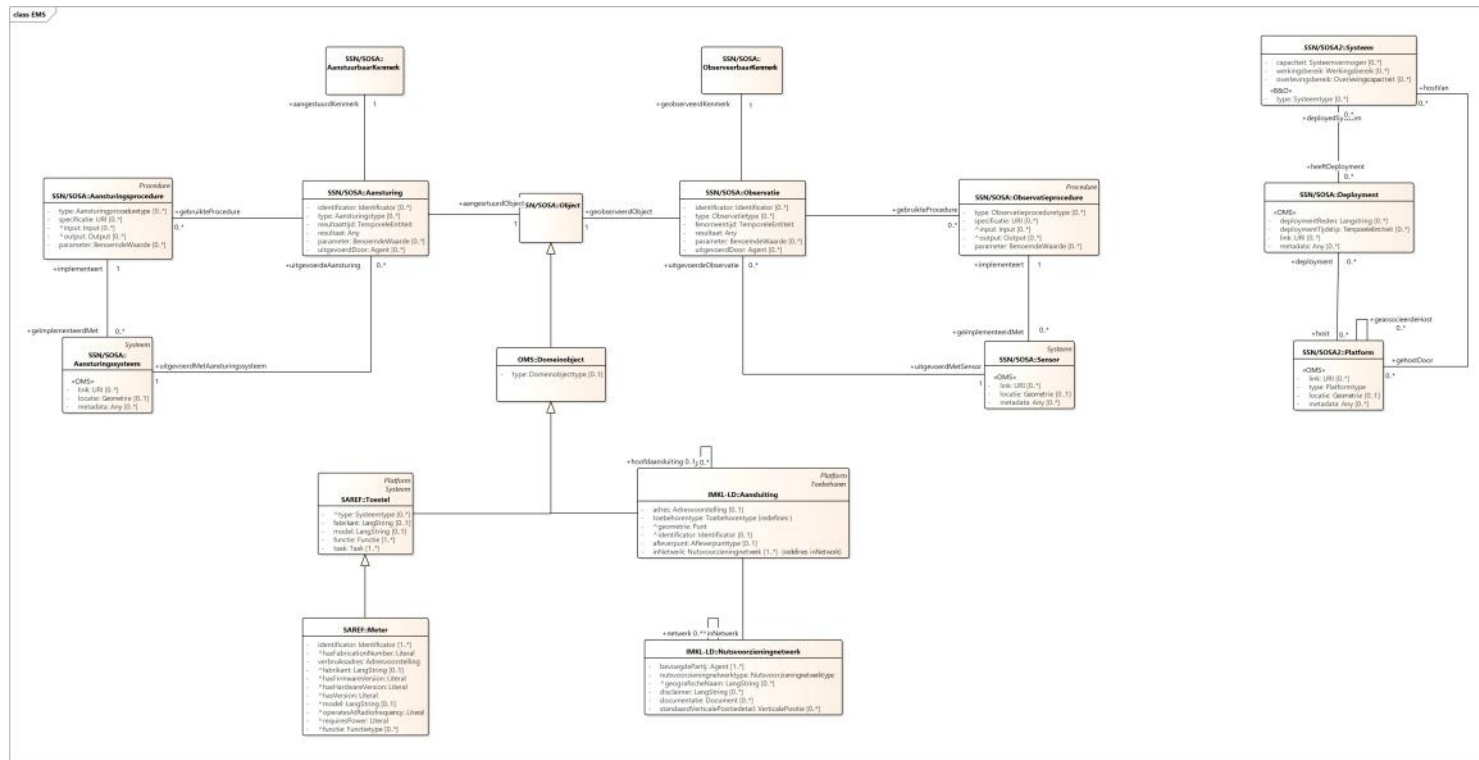 class EMS
SSN/SOSA::
AanstuurbaarKenmerk
+aangestuurdKenmerk 1
SSN/SOSA::
ObserveerbaarKenmerk
+geobserveerdKenmerk 1
SSN/SOSA2::Systeem
- capaciteit: Systeemvermogen [0..*]
- werkingsbereik: Werkingsbereik [0..*]
- overlevingsbereik: Overlevingscapaciteit [0..*]
«B&O»
- type: Systeemtype [0..*]
+hostVan
0..*
0..*
+heeftDeployment
0..*
Procedure
SSN/SOSA::Aansturingsprocedure
- type: Aansturingproceduretype [0..*]
- specificatie: URI [0..*]
- ^input: Input [0..*]
- ^output: Output [0..*]
- parameter: BenoemdeWaarde [0..*]
+gebruikteProcedure
0..*
SSN/SOSA::Aansturing
- identificator: Identificator [0..*]
- type: Aansturingstype [0..*]
- resultaattijd: TemporeleEntiteit
- resultaat: Any
- parameter: BenoemdeWaarde [0..*]
- uitgevoerdDoor: Agent [0..*]
+aangestuurdObject
1
SN/SOSA::Object
+geobserveerdObject
1
SSN/SOSA::Observatie
- identificator: Identificator [0..*]
- type: Observatietype [0..*]
- fenomeentijd: TemporeleEntiteit
- resultaat: Any
- parameter: BenoemdeWaarde [0..*]
- uitgevoerdDoor: Agent [0..*]
+gebruikteProcedure
0..*
Procedure
SSN/SOSA::Observatieprocedure
- type: Observatieproceduretype [0..*]
- specificatie: URI [0..*]
- ^input: Input [0..*]
- ^output: Output [0..*]
- parameter: BenoemdeWaarde [0..*]
SSN/SOSA::Deployment
«OMS»
- deploymentReden: Langstring [0..*]
- deploymentTijdstip: TemporeleEntiteit [0..*]
- link: URI [0..*]
- metadata: Any [0..*]
+implementeert 1
+uitgevoerdeAansturing 0..*
+uitgevoerdeObservatie 0..*
+implementeert 1
+deployment 0..*
+geïmplementeerdMet 0..*
+geïmplementeerdMet 0..*
+host 0..*
+geassocieerdeHost
0..*
Systeem
SSN/SOSA::
Aansturingsysteem
«OMS»
- link: URI [0..*]
- locatie: Geometrie [0..1]
- metadata: Any [0..*]
+uitgevoerdMetAansturingssysteem
1
OMS::Domeinobject
- type: Domeinobjecttype [0..1]
+uitgevoerdMetSensor
1
Systeem
SSN/SOSA::Sensor
«OMS»
- link: URI [0..*]
- locatie: Geometrie [0..1]
- metadata: Any [0..*]
SSN/SOSA2::Platform
«OMS»
- link: URI [0..*]
- type: Platformtype
- locatie: Geometrie [0..1]
- metadata: Any [0..*]
+gehostDoor
0..*
+hoofdaansluiting 0..1 0..*
Platform
Systeem
SAREF::Toestel
- ^type: Systeemtype [0..*]
- fabrikant: LangString [0..1]
- model: LangString [0..1]
- functie: Functie [1..*]
- taak: Taak [1..*]
Platform
Toebehoren
IMKL-LD::Aansluiting
- adres: Adresvoorstelling [0..1]
- toebehorentype: Toebehorentype (redefines )
- ^geometrie: Punt
- ^identificator: Identificator [0..1]
- afleverpunt: Afleverpunttype [0..1]
- inNetwerk: Nutsvoorzieningnetwerk [1..*] (redefines inNetwork)
SAREF::Meter
- identificator: Identificator [1..*]
- ^hasFabricationNumber: Literal
- verbruiksadres: Adresvoorstelling
- ^fabrikant: LangString [0..1]
- ^hasFirmwareVersion: Literal
- ^hasHardwareVersion: Literal
- ^hasVersion: Literal
- ^model: LangString [0..1]
- ^operatesAtRadiofrequency: Literal
- ^requiresPower: Literal
- ^functie: Functietype [0..*]
+netwerk 0..* inNetwerk
IMKL-LD::Nutsvoorzieningnetwerk
- bevoegdePartij: Agent [1..*]
- nutsvoorzieningnetwerktype: Nutsvoorzieningnetwerktype
- ^geografischeNaam: LangString [0..*]
- disclaimer: LangString [0..*]
- documentatie: Document [0..*]
- standaardVerticalePositiedetail: VerticalePositie [0..*]